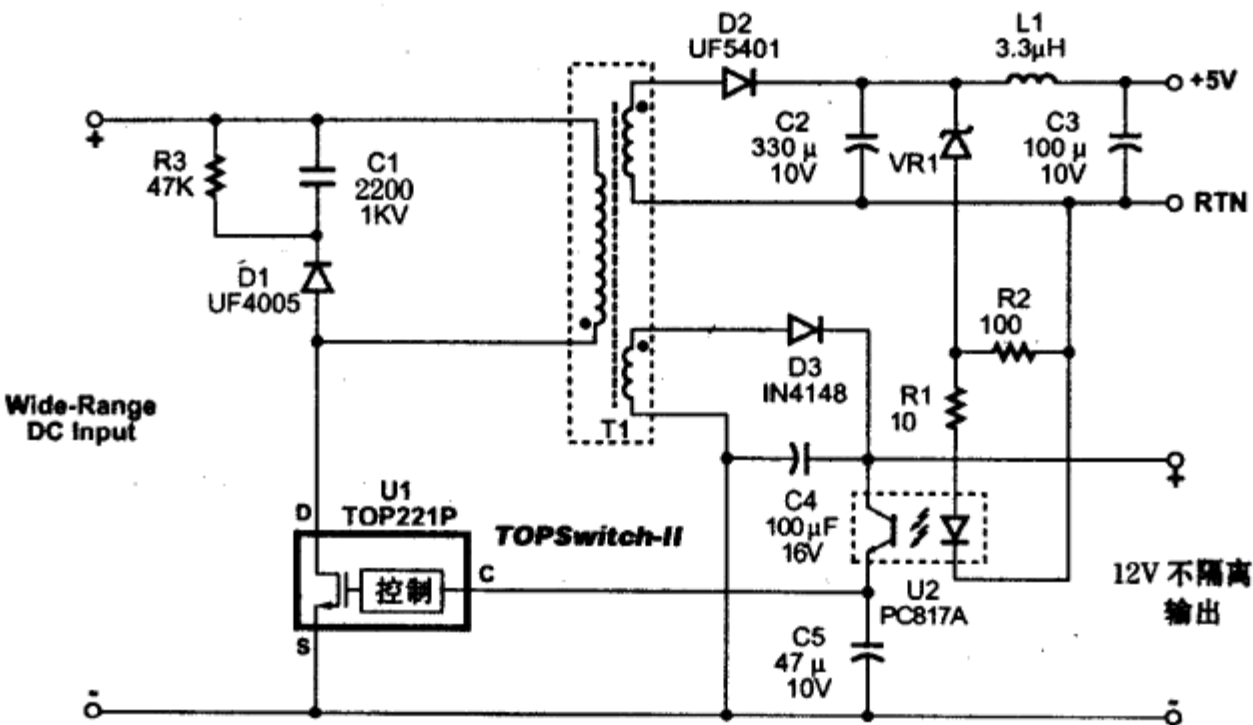 D2
UF5401
L1
3.3μH
+5V
+
R3
47K
C1
2200
1KV
C2
330 μ
10V
VR1
C3
100 μ
10V
RTN
D1
UF4005
R2
100
D3
IN4148
R1
10
Wide-Range
DC Input
T1
+
U1
TOP221P
D
TOPSwitch-II
C4
100μF
16V
控制
C
U2
PC817A
12V 不隔离
输出
S
C5
47 μ
10V
-
-